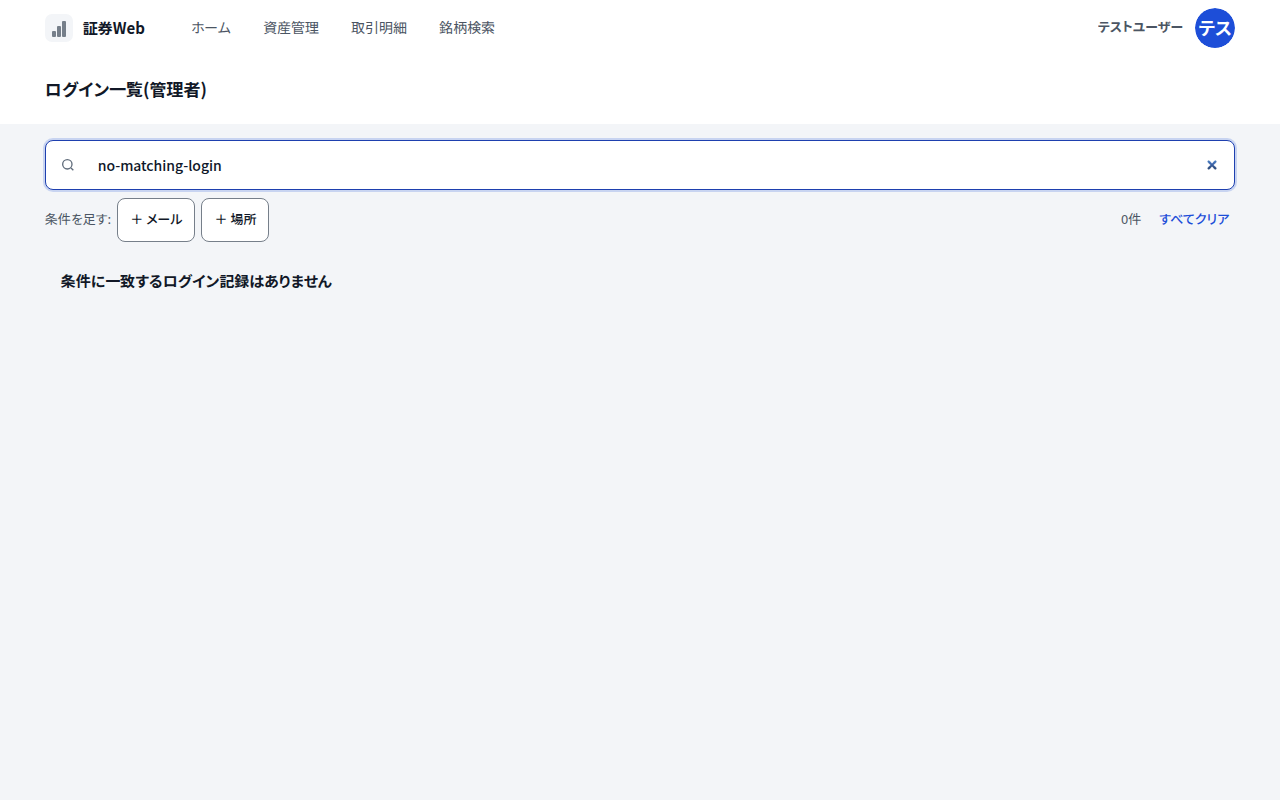 証券Web ホーム 資産管理 取引明細 銘柄検索 テストユーザー テス
ログイン一覧(管理者)
no-matching-login
条件を足す: ＋ メール ＋ 場所 0件 すべてクリア
条件に一致するログイン記録はありません